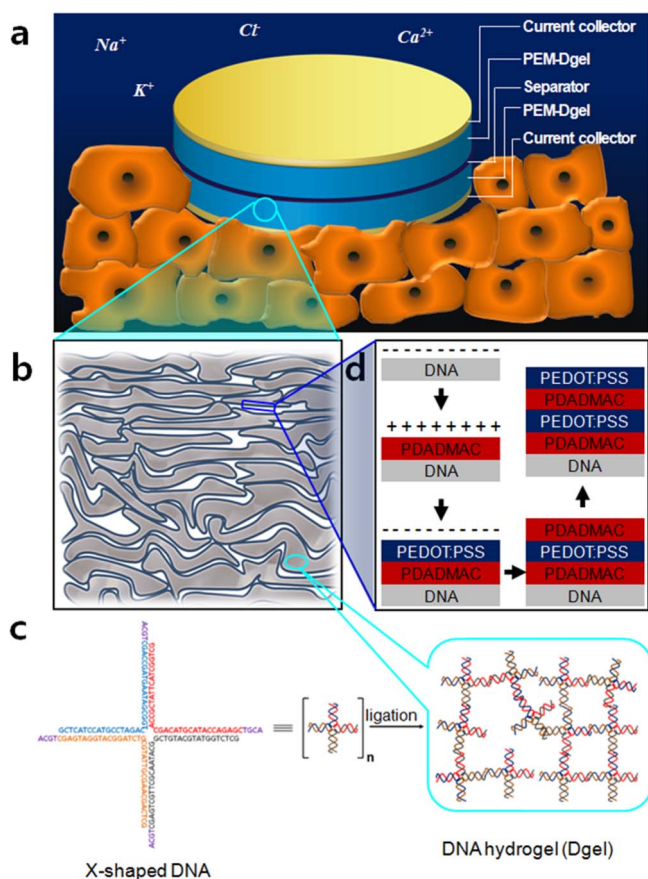 a
Na⁺
Cl⁻
Ca²⁺
K⁺
Current collector
PEM-Dgel
Separator
PEM-Dgel
Current collector
b
d
- - - - - - - - - -
DNA
+ + + + + + + +
PDADMAC
DNA
- - - - - - - - - -
PEDOT:PSS
PDADMAC
DNA
PDADMAC
PEDOT:PSS
PDADMAC
DNA
PEDOT:PSS
PDADMAC
PEDOT:PSS
PDADMAC
DNA
c
GCTCATCCATGCCTAGAC
CGACATGCATACCAGAGCTGCA
ACGTCGAGTAGGTACGGATCTG
GCTGTACGTATGGTCTCG
n
ligation
X-shaped DNA
DNA hydrogel (Dgel)